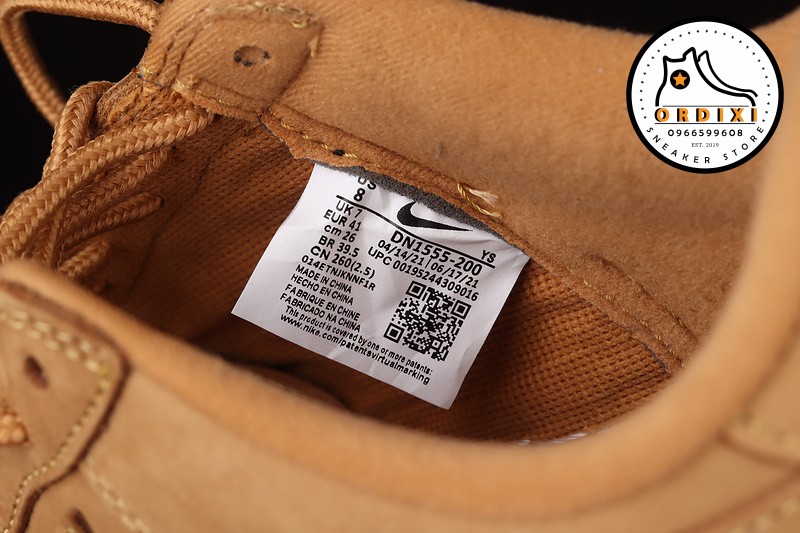 US
8
UK 7
EUR 41
cm 26
BR 39.5
CN 260(2.5)
014ETNJKNNF1R
MADE IN CHINA
HECHO EN CHINA
FABRIQUE EN CHINE
FABRICADO NA CHINA
This product is covered by one or more patents:
www.nike.com/patentsvirtualmarking
YS
DN1555-200
04/14/21 | 06/17/21
UPC 00195244309016
ORDIXI
0966599608
EST. 2019
SNEAKER STORE